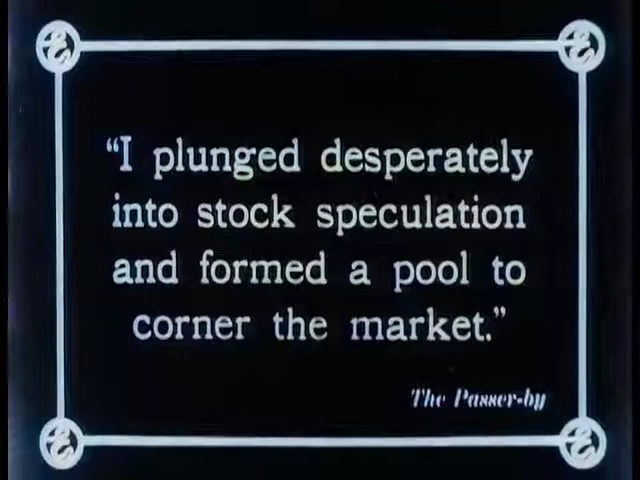 “I plunged desperately
into stock speculation
and formed a pool to
corner the market.”
The Passer-by